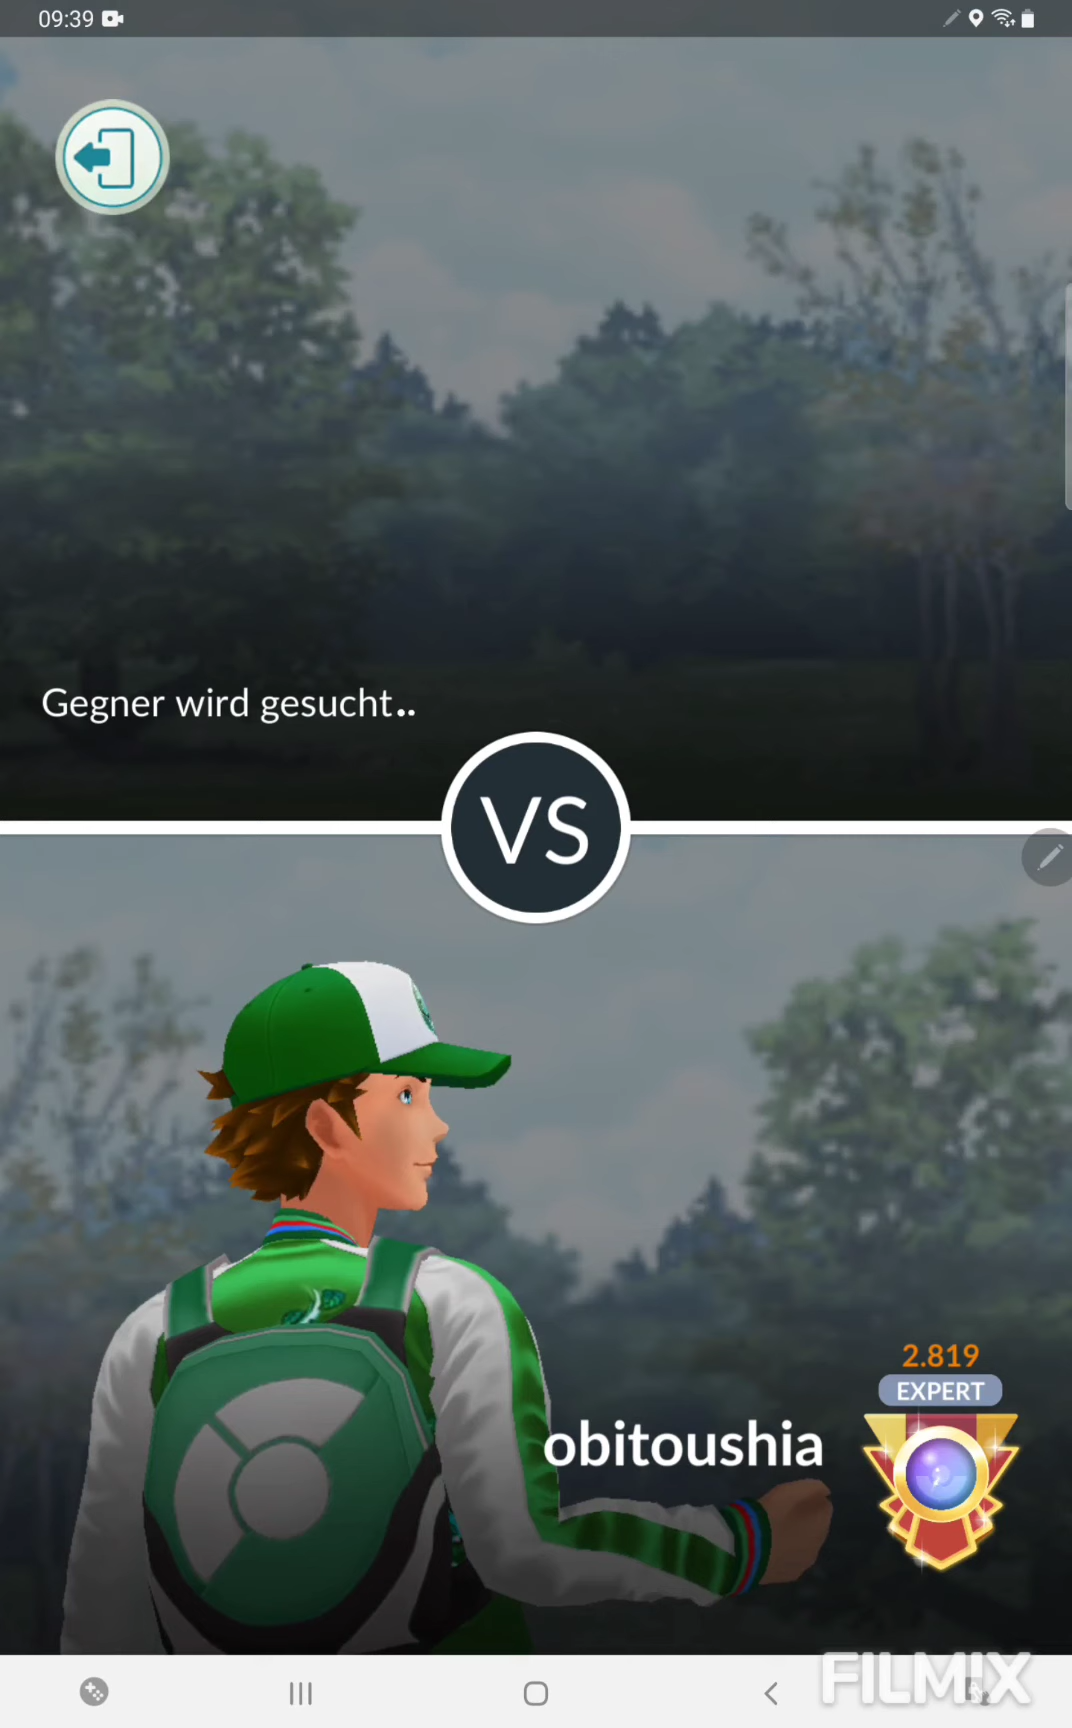 09:39
Gegner wird gesucht..
VS
2.819
EXPERT
obitoushia
FILMIX